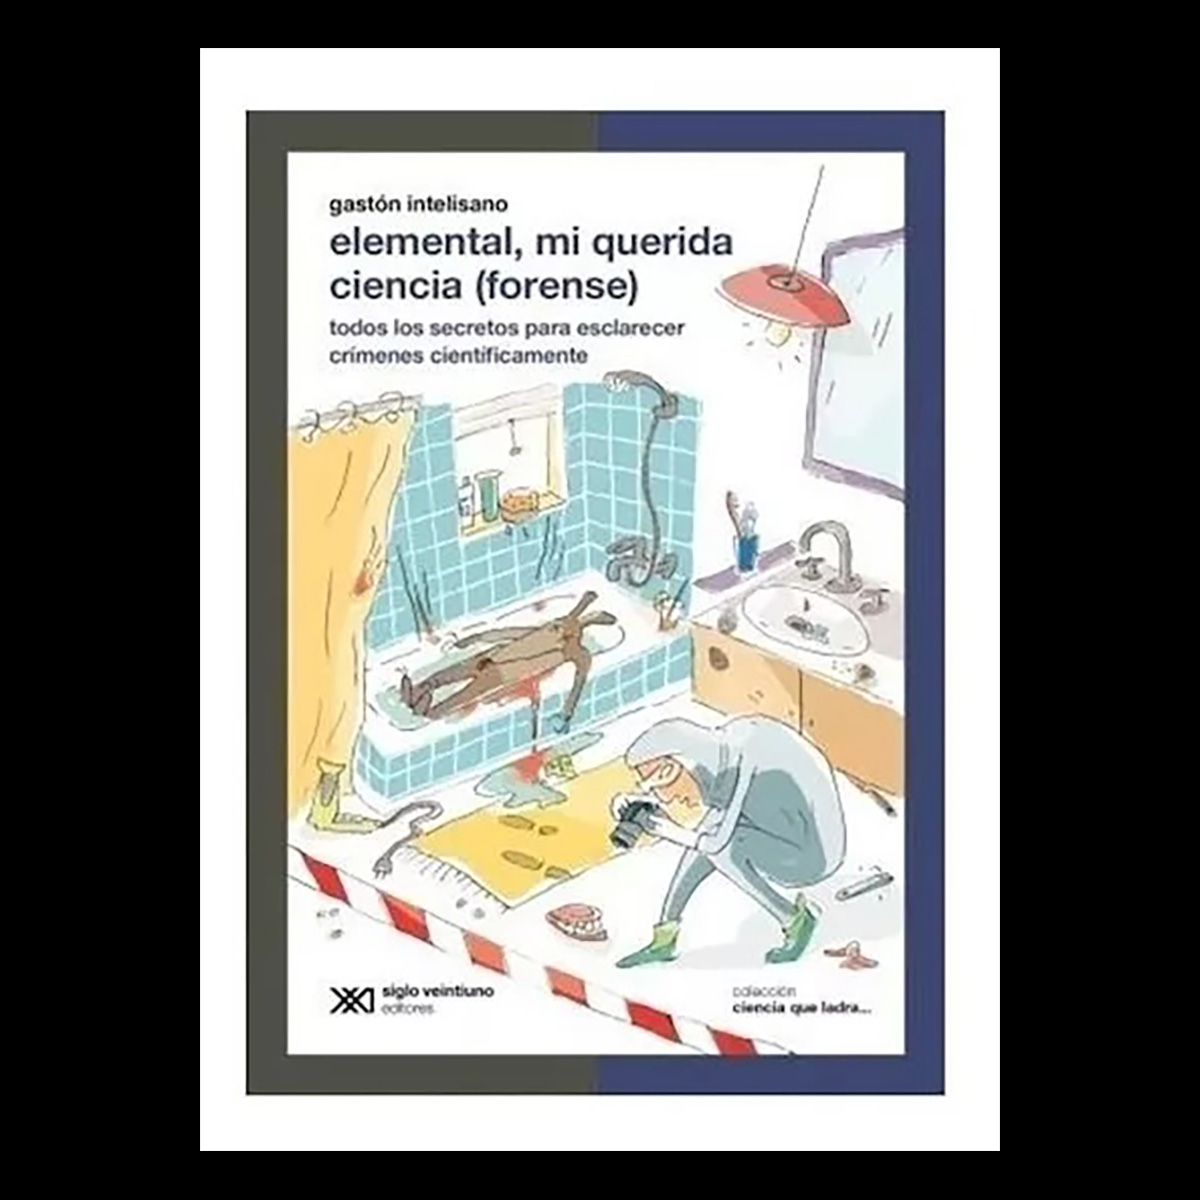 gastón intelisano
elemental, mi querida
ciencia (forense)
todos los secretos para esclarecer
crímenes científicamente
siglo veintiuno
editores
colección
ciencia que ladra...